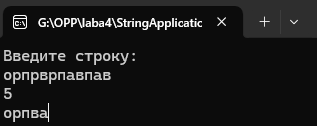 G:\OPP\laba4\StringApplicatic
Введите строку:
орпрврпавпав
5
орпва